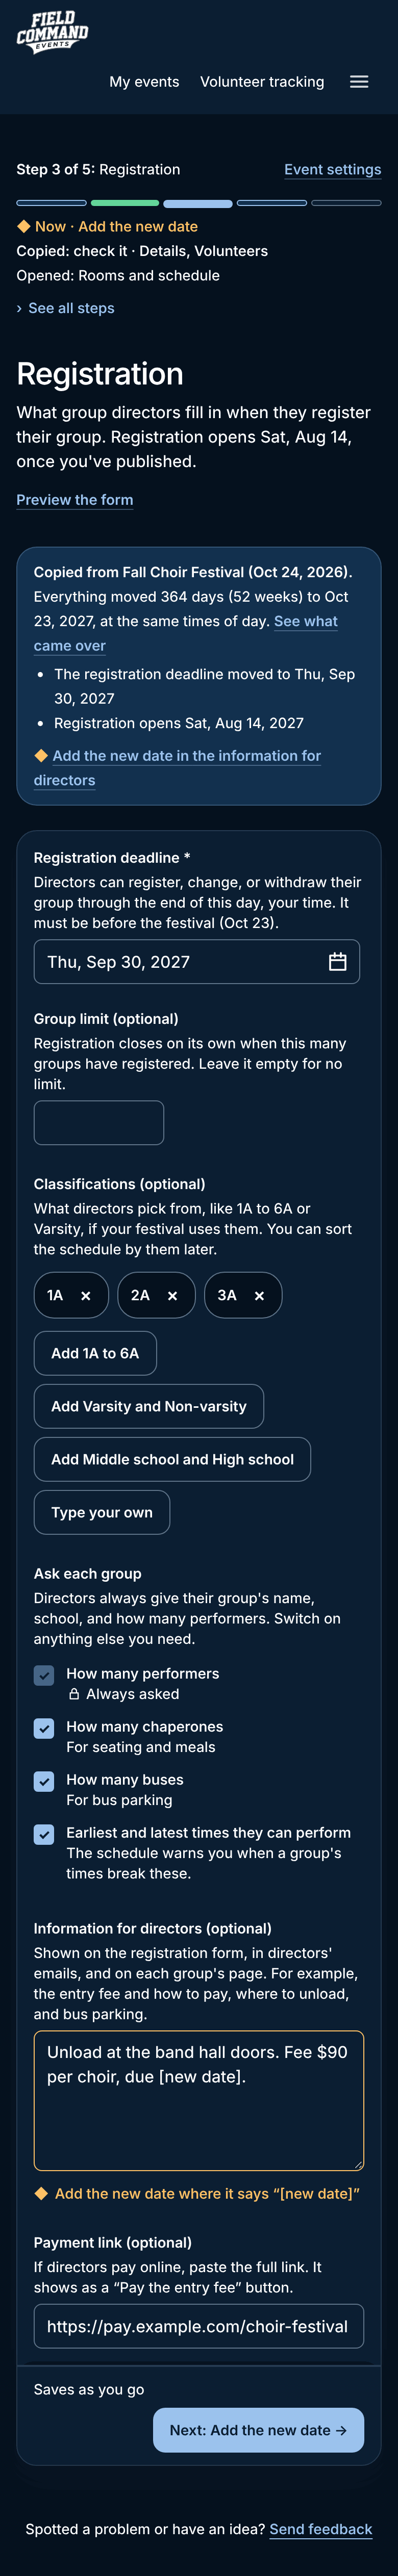 FIELD
COMMAND
EVENTS
My events Volunteer tracking
Step 3 of 5: Registration Event settings
Now · Add the new date
Copied: check it · Details, Volunteers
Opened: Rooms and schedule
› See all steps
Registration
What group directors fill in when they register
their group. Registration opens Sat, Aug 14,
once you've published.
Preview the form
Copied from Fall Choir Festival (Oct 24, 2026).
Everything moved 364 days (52 weeks) to Oct
23, 2027, at the same times of day. See what
came over
• The registration deadline moved to Thu, Sep
30, 2027
• Registration opens Sat, Aug 14, 2027
Add the new date in the information for
directors
Registration deadline *
Directors can register, change, or withdraw their
group through the end of this day, your time. It
must be before the festival (Oct 23).
Thu, Sep 30, 2027
Group limit (optional)
Registration closes on its own when this many
groups have registered. Leave it empty for no
limit.
Classifications (optional)
What directors pick from, like 1A to 6A or
Varsity, if your festival uses them. You can sort
the schedule by them later.
1A × 2A × 3A ×
Add 1A to 6A
Add Varsity and Non-varsity
Add Middle school and High school
Type your own
Ask each group
Directors always give their group's name,
school, and how many performers. Switch on
anything else you need.
How many performers
Always asked
How many chaperones
For seating and meals
How many buses
For bus parking
Earliest and latest times they can perform
The schedule warns you when a group's
times break these.
Information for directors (optional)
Shown on the registration form, in directors'
emails, and on each group's page. For example,
the entry fee and how to pay, where to unload,
and bus parking.
Unload at the band hall doors. Fee $90
per choir, due [new date].
Add the new date where it says “[new date]”
Payment link (optional)
If directors pay online, paste the full link. It
shows as a “Pay the entry fee” button.
https://pay.example.com/choir-festival
Saves as you go
Next: Add the new date →
Spotted a problem or have an idea? Send feedback